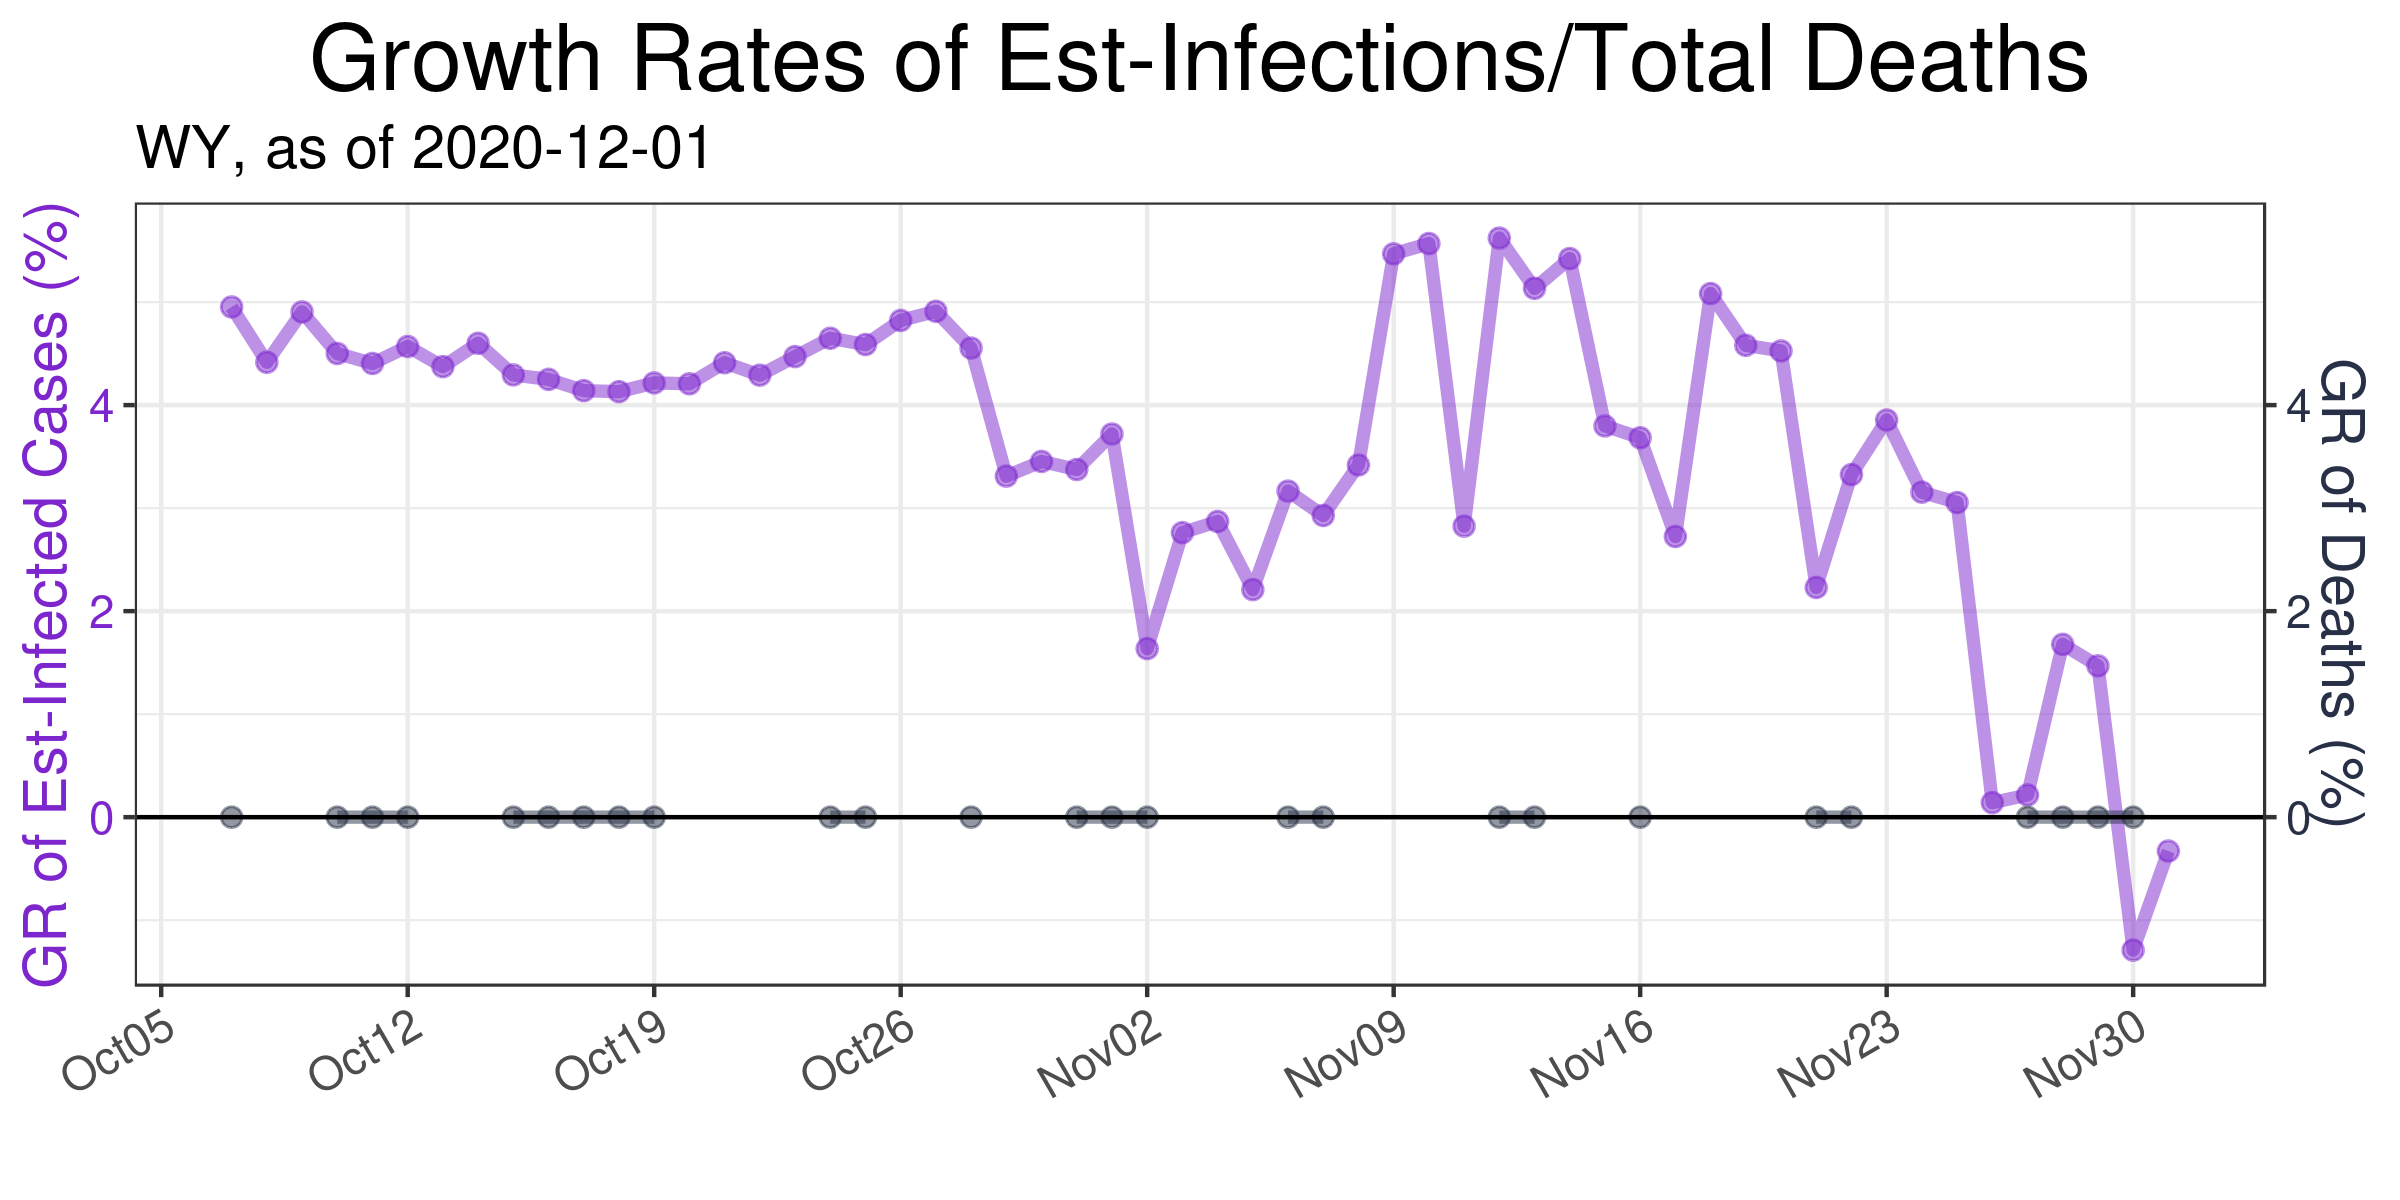 Growth Rates of Est-Infections/Total Deaths
WY, as of 2020-12-01
GR of Est-Infected Cases (%)
4
2
0
4
2
0
GR of Deaths (%)
Oct05
Oct12
Oct19
Oct26
Nov02
Nov09
Nov16
Nov23
Nov30